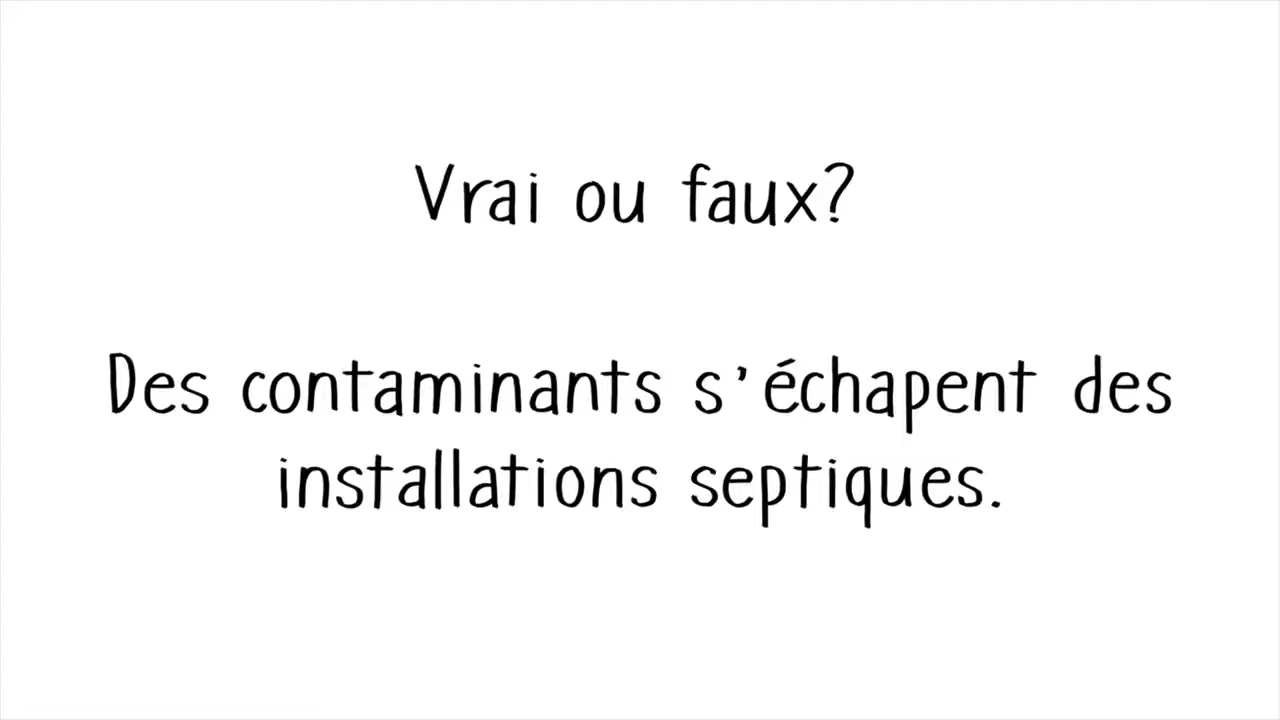 Vrai ou faux?
Des contaminants s'échapent des
installations septiques.